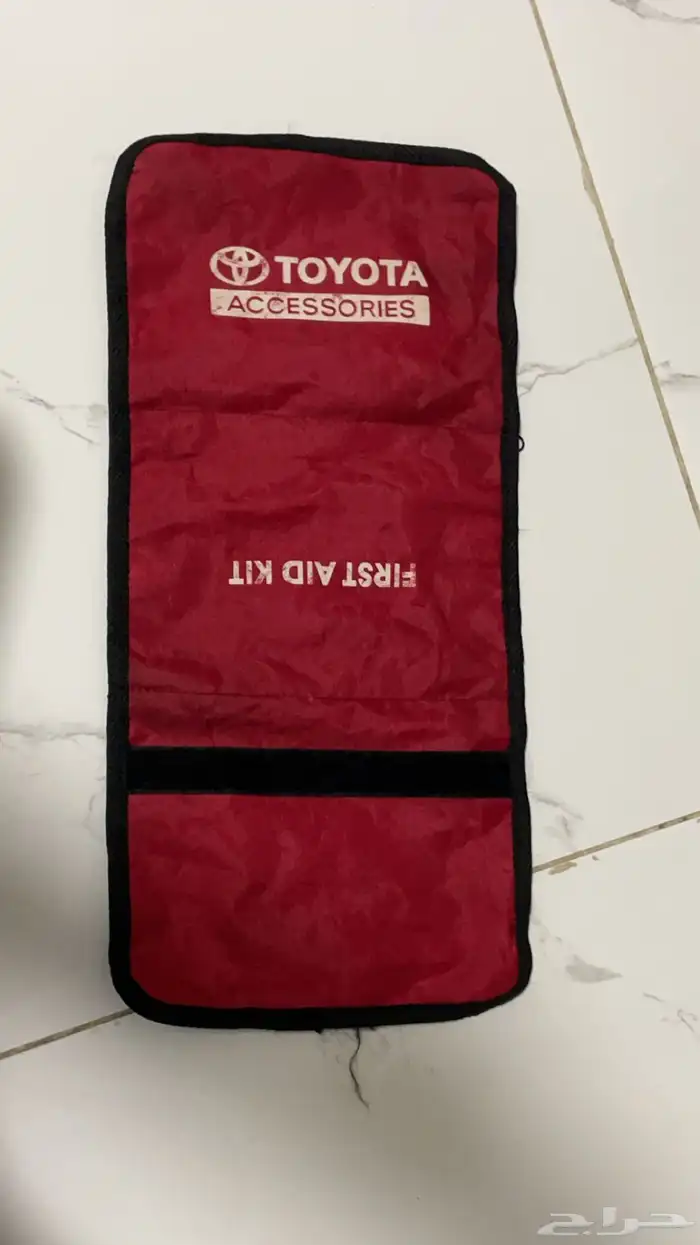 TOYOTA
ACCESSORIES
FIRST AID KIT
حراج